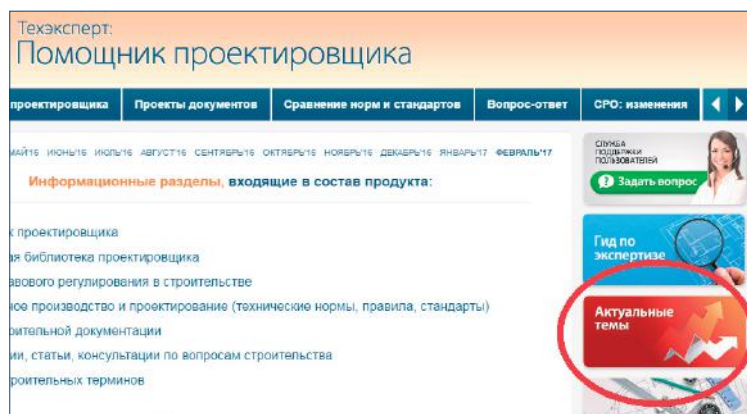 Техэксперт:
Помощник проектировщика
проектировщика Проекты документов Сравнение норм и стандартов Вопрос-ответ СРО: изменения
МАЙ'16 ИЮНЬ'16 ИЮЛЬ'16 АВГУСТ'16 СЕНТЯБРЬ'16 ОКТЯБРЬ'16 НОЯБРЬ'16 ДЕКАБРЬ'16 ЯНВАРЬ'17 ФЕВРАЛЬ'17
Информационные разделы, входящие в состав продукта:
к проектировщика
ая библиотека проектировщика
авового регулирования в строительстве
ное производство и проектирование (технические нормы, правила, стандарты)
оительной документации
ии, статьи, консультации по вопросам строительства
роительных терминов
СЛУЖБА
ПОДДЕРЖКИ
ПОЛЬЗОВАТЕЛЕЙ
Задать вопрос
Гид по
экспертизе
Актуальные
темы